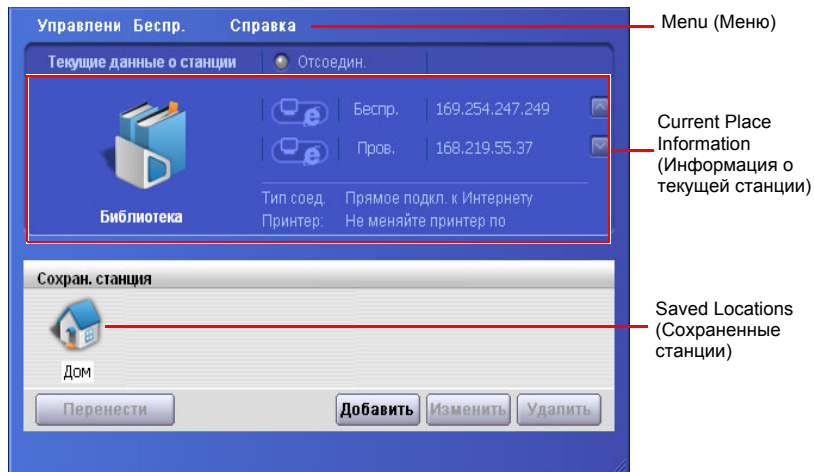 Управлени Беспр. Справка
Menu (Меню)
Текущие данные о станции Отсоедин.
Беспр. 169.254.247.249
Пров. 168.219.55.37
Тип соед. Прямое подкл. к Интернету
Принтер: Не меняйте принтер по
Библиотека
Current Place
Information
(Информация о
текущей станции)
Сохран. станция
Дом
Saved Locations
(Сохраненные
станции)
Перенести Добавить Изменить Удалить